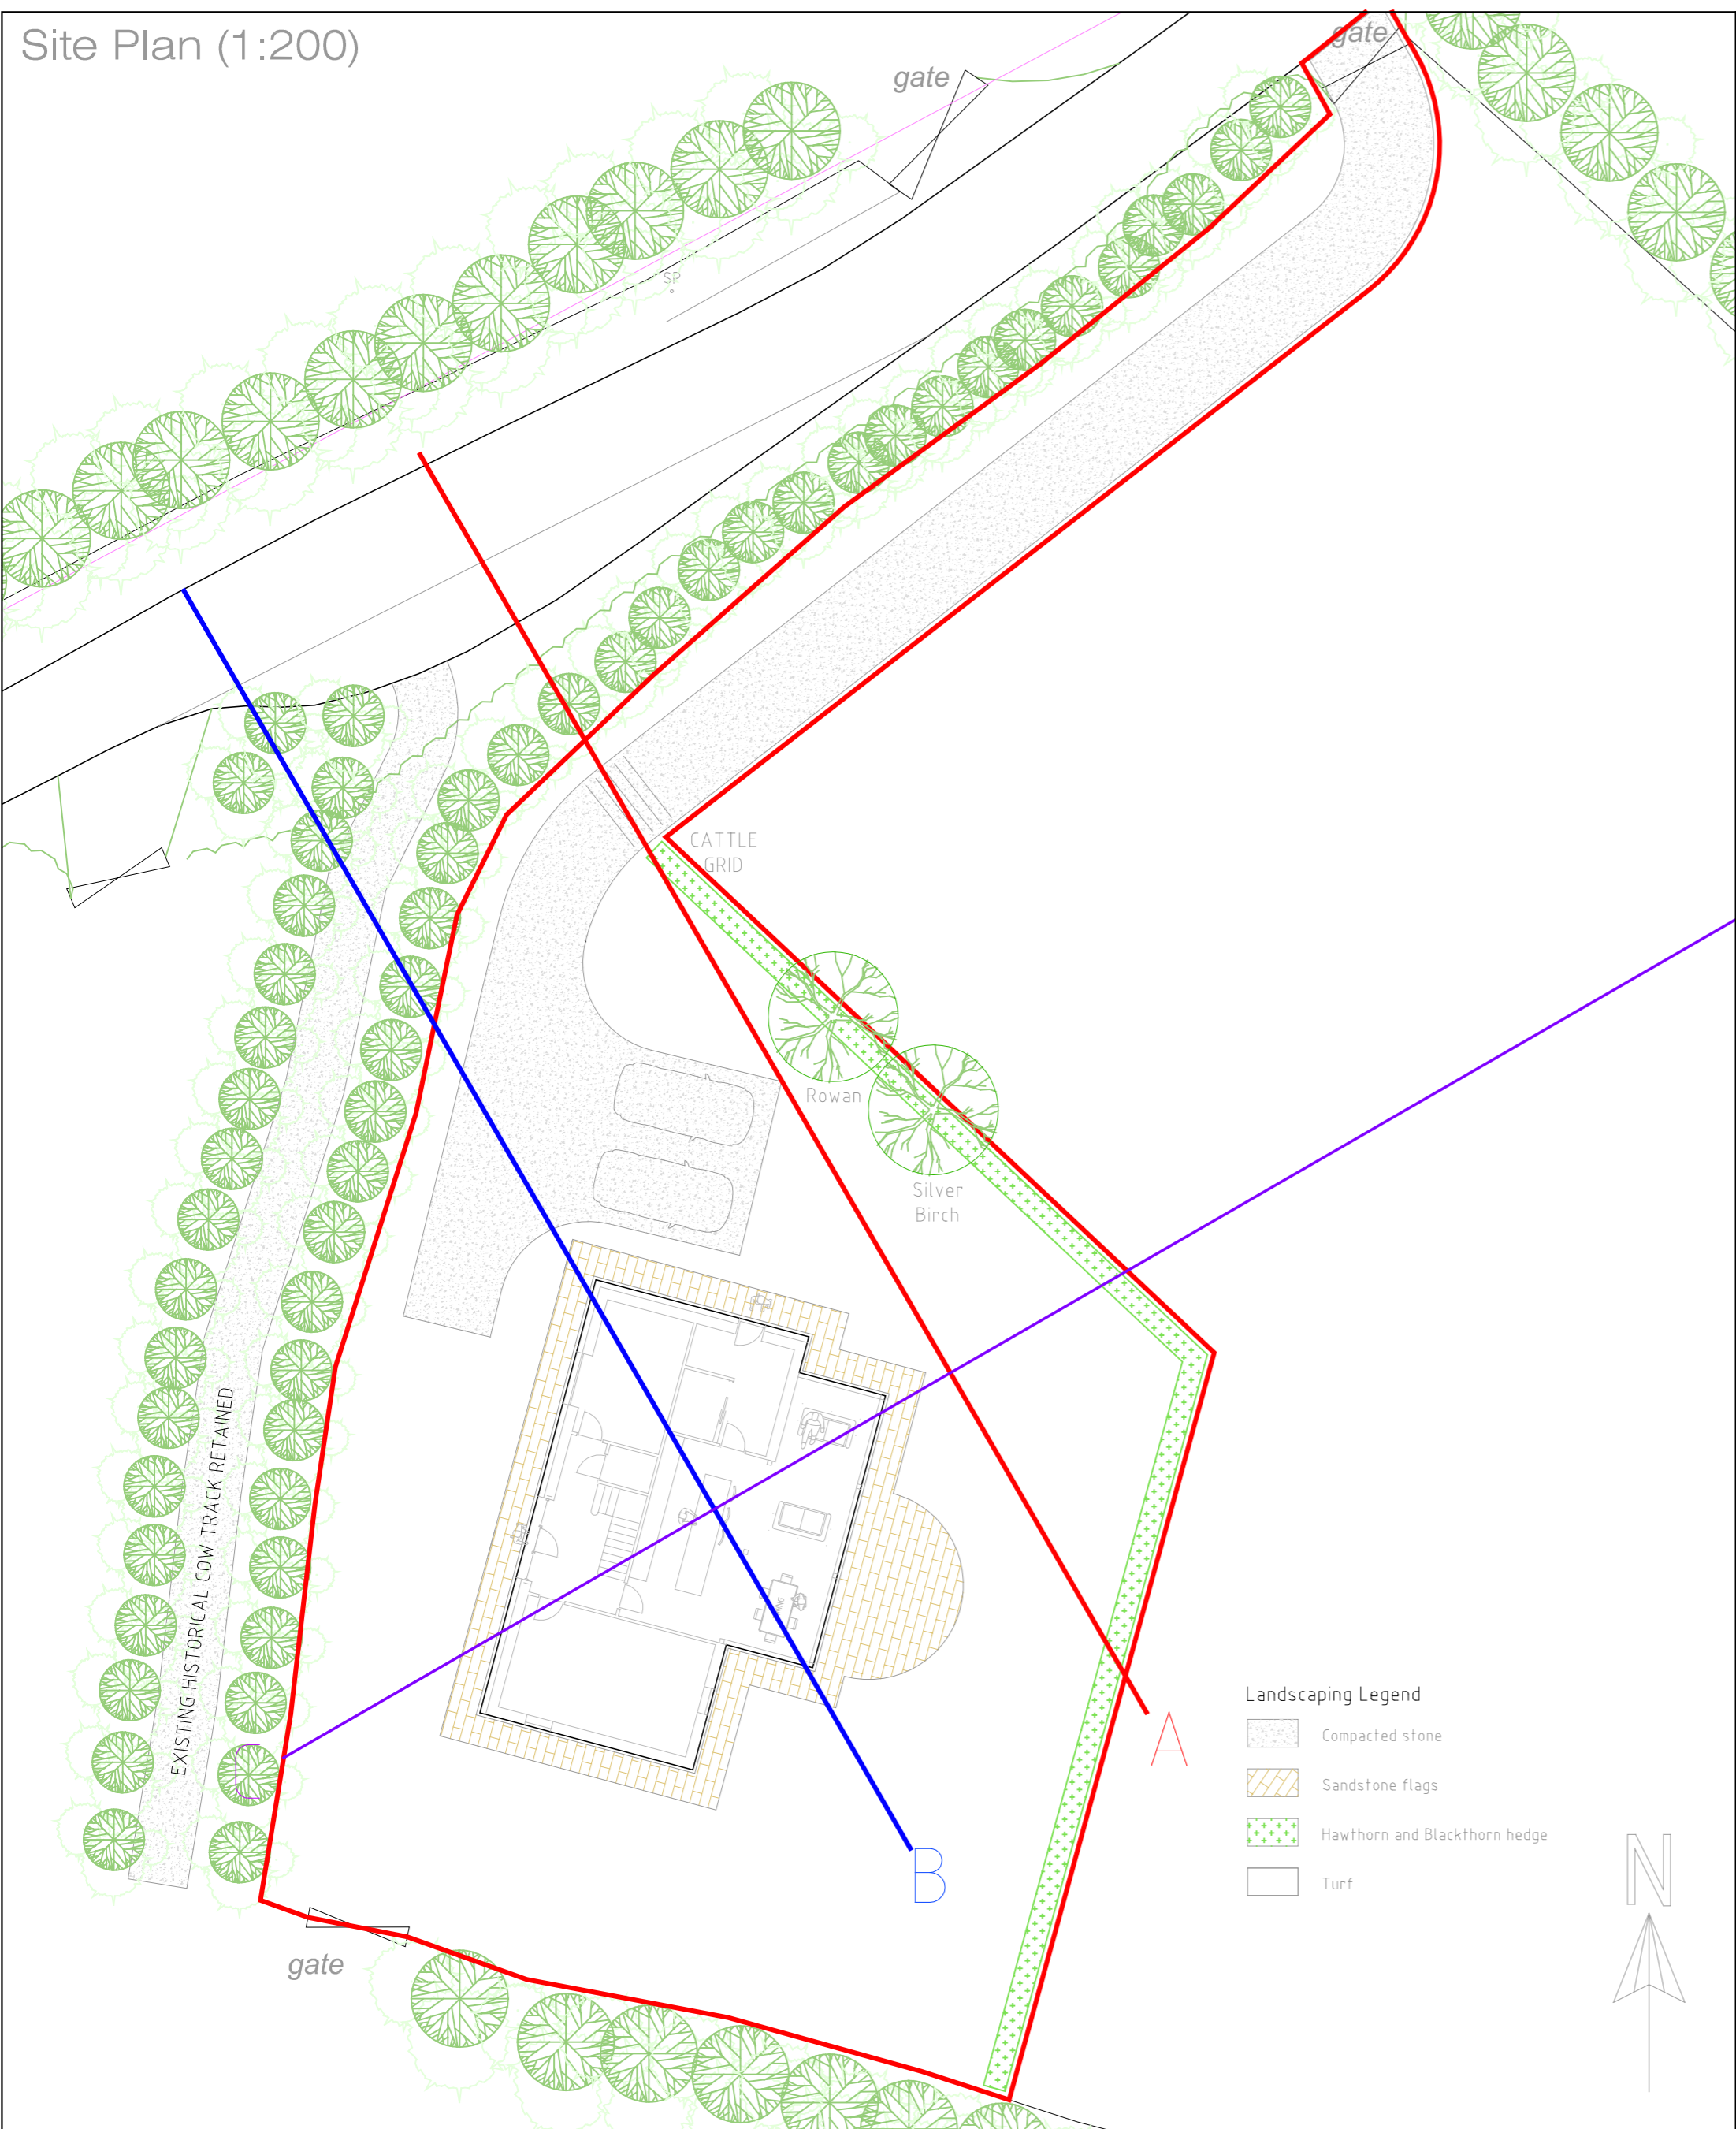 Site Plan (1:200)
gate
gate
SP
CATTLE
GRID
Rowan
Silver
Birch
EXISTING HISTORICAL COW TRACK RETAINED
A
B
C
gate
Landscaping Legend
Compacted stone
Sandstone flags
Hawthorn and Blackthorn hedge
Turf
N